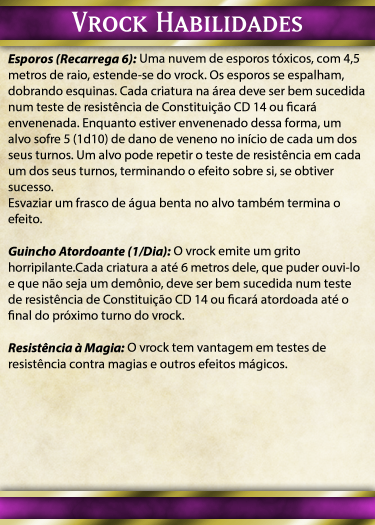 Vrock Habilidades
Esporos (Recarrega 6): Uma nuvem de esporos tóxicos, com 4,5
metros de raio, estende-se do vrock. Os esporos se espalham,
dobrando esquinas. Cada criatura na área deve ser bem sucedida
num teste de resistência de Constituição CD 14 ou ficará
envenenada. Enquanto estiver envenenado dessa forma, um
alvo sofre 5 (1d10) de dano de veneno no início de cada um dos
seus turnos. Um alvo pode repetir o teste de resistência em cada
um dos seus turnos, terminando o efeito sobre si, se obtiver
sucesso.
Esvaziar um frasco de água benta no alvo também termina o
efeito.
Guincho Atordoante (1/Dia): O vrock emite um grito
horripilante.Cada criatura a até 6 metros dele, que puder ouvi-lo
e que não seja um demônio, deve ser bem sucedida num teste
de resistência de Constituição CD 14 ou ficará atordoada até o
final do próximo turno do vrock.
Resistência à Magia: O vrock tem vantagem em testes de
resistência contra magias e outros efeitos mágicos.